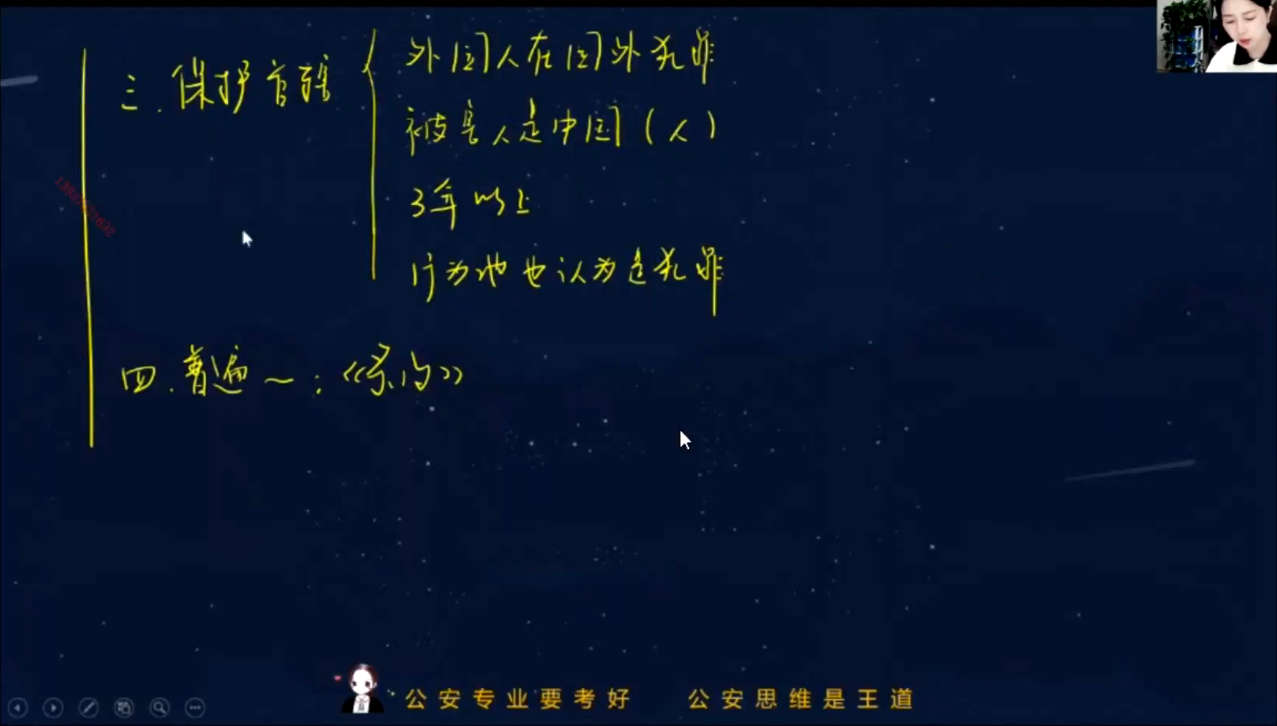 三.保护管辖
外国人在国外犯罪
被害人是中国(人)
3年以上
行为地也认为是犯罪
四.普遍~:《条约》
公安专业要考好 公安思维是王道